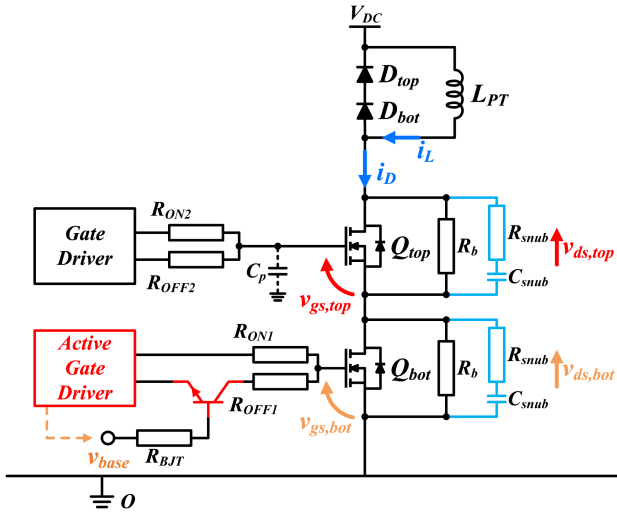 V_DC
D_top
D_bot
L_PT
i_L
i_D
Gate
Driver
R_ON2
R_OFF2
C_p
v_gs,top
Q_top
R_b
R_snub
C_snub
v_ds,top
Active
Gate
Driver
R_ON1
R_OFF1
v_gs,bot
Q_bot
R_b
R_snub
C_snub
v_ds,bot
v_base
R_BJT
O